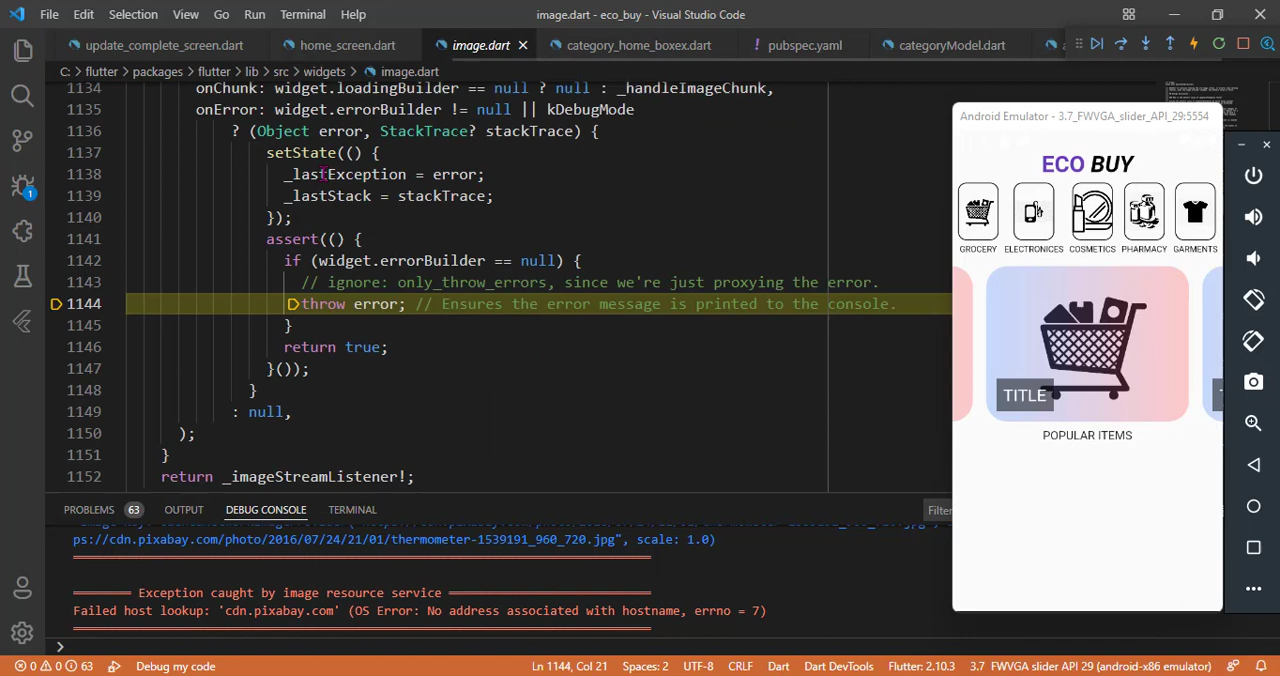 File Edit Selection View Go Run Terminal Help
image.dart - eco_buy - Visual Studio Code
update_complete_screen.dart
home_screen.dart
image.dart
category_home_boxex.dart
! pubspec.yaml
categoryModel.dart
C: > flutter > packages > flutter > lib > src > widgets > image.dart
1134 onChunk: widget.loadingBuilder == null ? null : _handleImageChunk,
1135 onError: widget.errorBuilder != null || kDebugMode
1136 ? (Object error, StackTrace? stackTrace) {
1137 setState(() {
1138 _lastException = error;
1139 _lastStack = stackTrace;
1140 });
1141 assert(() {
1142 if (widget.errorBuilder == null) {
1143 // ignore: only_throw_errors, since we're just proxying the error.
1144 throw error; // Ensures the error message is printed to the console.
1145 }
1146 return true;
1147 }());
1148 }
1149 : null,
1150 );
1151 }
1152 return _imageStreamListener!;
Android Emulator - 3.7_FWVGA_slider_API_29:5554
ECO BUY
GROCERY ELECTRONICES COSMETICS PHARMACY GARMENTS
TITLE
POPULAR ITEMS
1
PROBLEMS 63 OUTPUT DEBUG CONSOLE TERMINAL
Filter
ps://cdn.pixabay.com/photo/2016/07/24/21/01/thermometer-1539191_960_720.jpg", scale: 1.0)
Exception caught by image resource service
Failed host lookup: 'cdn.pixabay.com' (OS Error: No address associated with hostname, errno = 7)
0 0 63 Debug my code
Ln 1144, Col 21 Spaces: 2 UTF-8 CRLF Dart Dart DevTools Flutter: 2.10.3 3.7 FWVGA slider API 29 (android-x86 emulator)